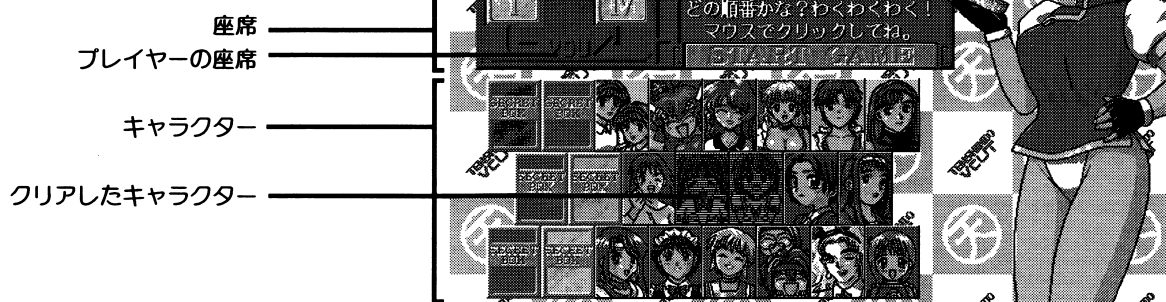 座席
プレイヤーの座席
キャラクター
クリアしたキャラクター
どの順番かな?わくわくわく!
マウスでクリックしてね。
START GAME
SECRET BOX
SECRET BOX
SECRET BOX
SECRET BOX
SECRET BOX
SECRET BOX